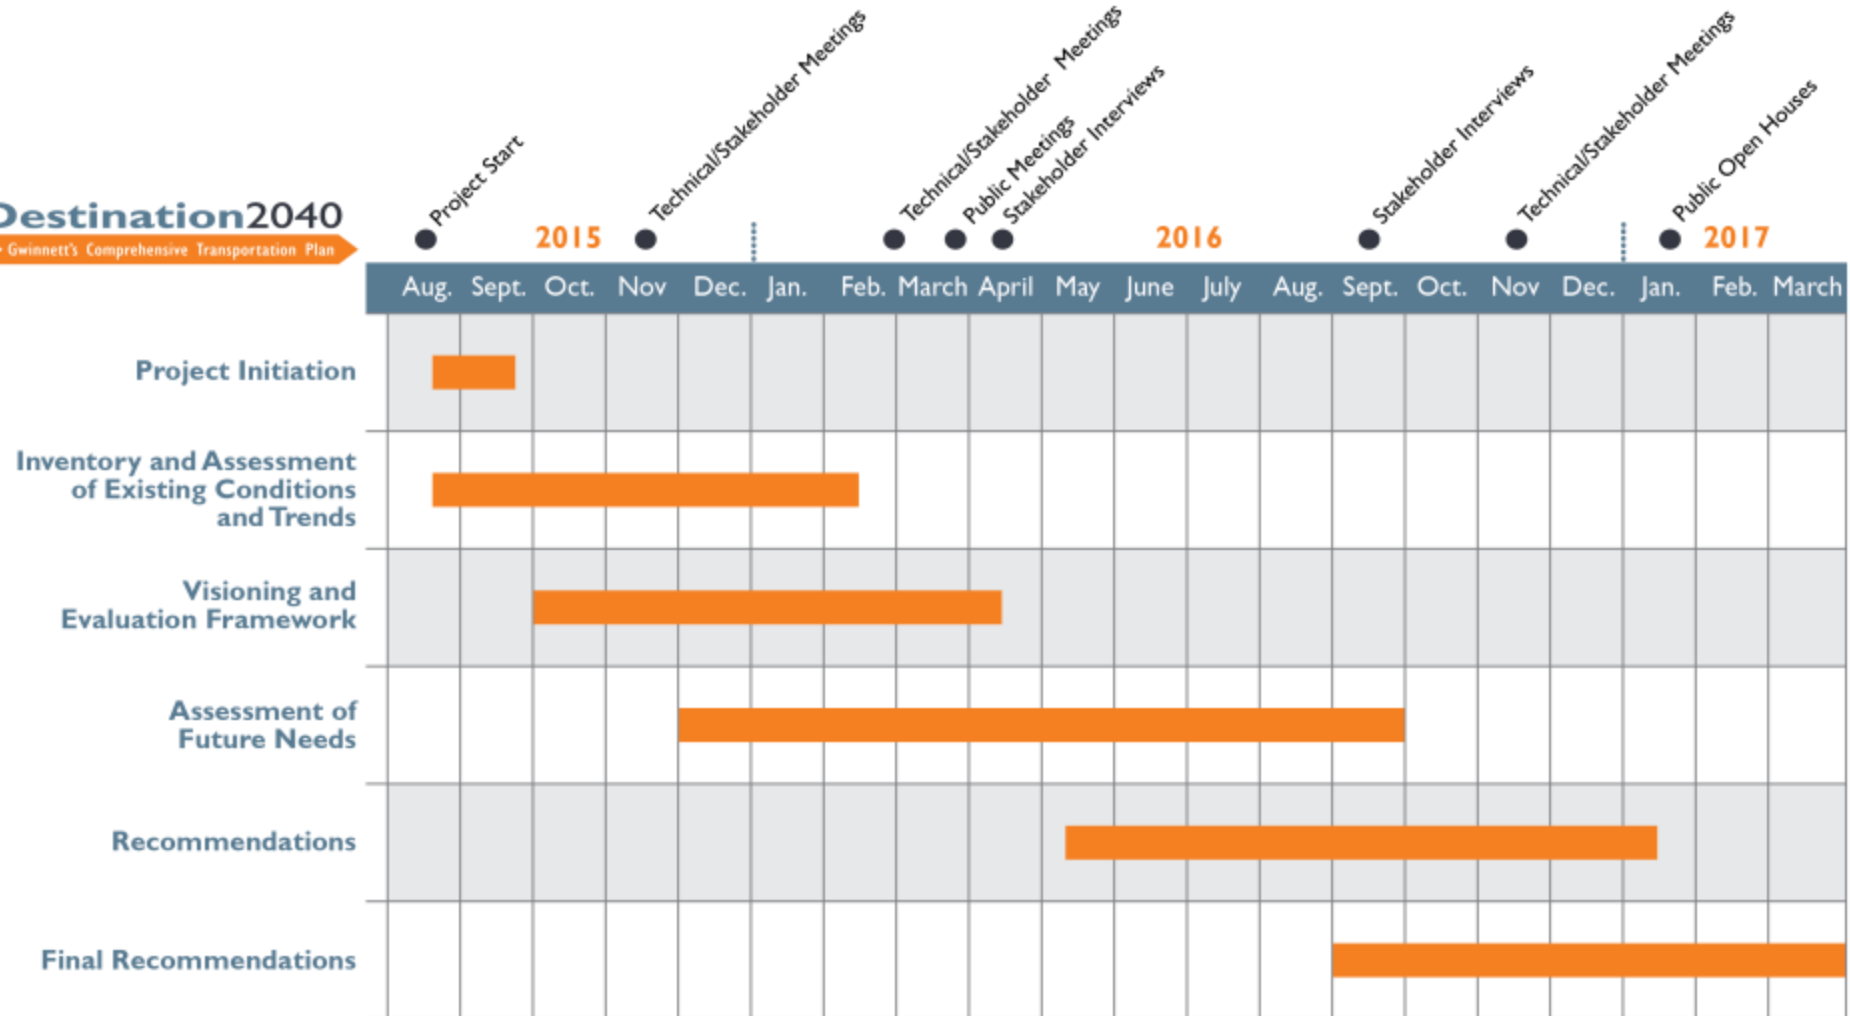 Project Start
Technical/Stakeholder Meetings
Technical/Stakeholder Meetings
Public Meetings
Stakeholder Interviews
Stakeholder Interviews
Technical/Stakeholder Meetings
Public Open Houses
Destination2040
Gwinnett's Comprehensive Transportation Plan
2015 2016 2017
Aug. Sept. Oct. Nov Dec. Jan. Feb. March April May June July Aug. Sept. Oct. Nov Dec. Jan. Feb. March
Project Initiation
Inventory and Assessment
of Existing Conditions
and Trends
Visioning and
Evaluation Framework
Assessment of
Future Needs
Recommendations
Final Recommendations